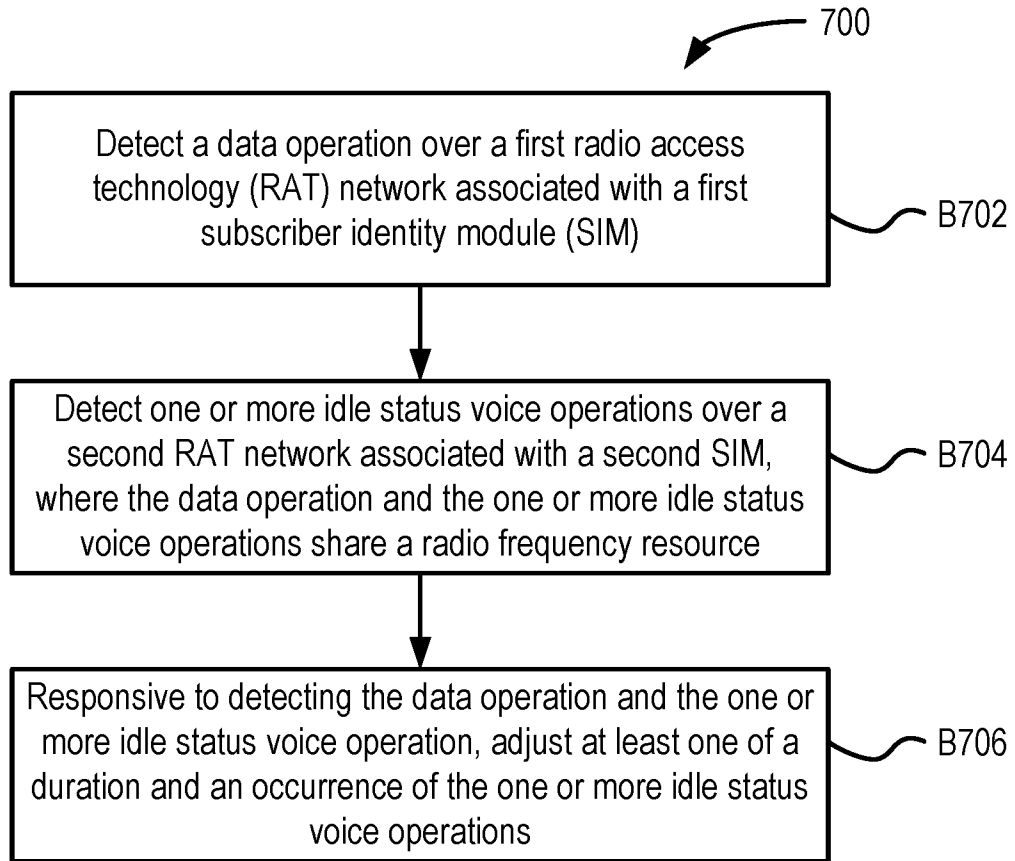 700
Detect a data operation over a first radio access
technology (RAT) network associated with a first
subscriber identity module (SIM)
B702
Detect one or more idle status voice operations over a
second RAT network associated with a second SIM,
where the data operation and the one or more idle status
voice operations share a radio frequency resource
B704
Responsive to detecting the data operation and the one or
more idle status voice operation, adjust at least one of a
duration and an occurrence of the one or more idle status
voice operations
B706